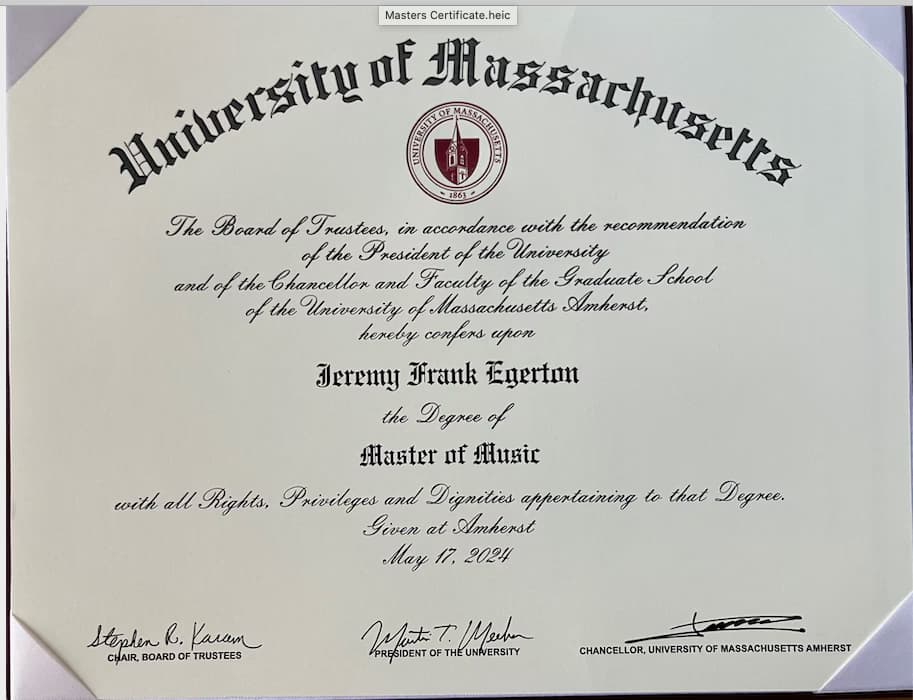 Masters Certificate.heic
University of Massachusetts
UNIVERSITY OF MASSACHUSETTS
1863
The Board of Trustees, in accordance with the recommendation
of the President of the University
and of the Chancellor and Faculty of the Graduate School
of the University of Massachusetts Amherst,
hereby confers upon
Jeremy Frank Egerton
the Degree of
Master of Music
with all Rights, Privileges and Dignities appertaining to that Degree.
Given at Amherst
May 17, 2024
Stephen R. Karam
CHAIR, BOARD OF TRUSTEES
Martin T. Meehan
PRESIDENT OF THE UNIVERSITY
CHANCELLOR, UNIVERSITY OF MASSACHUSETTS AMHERST